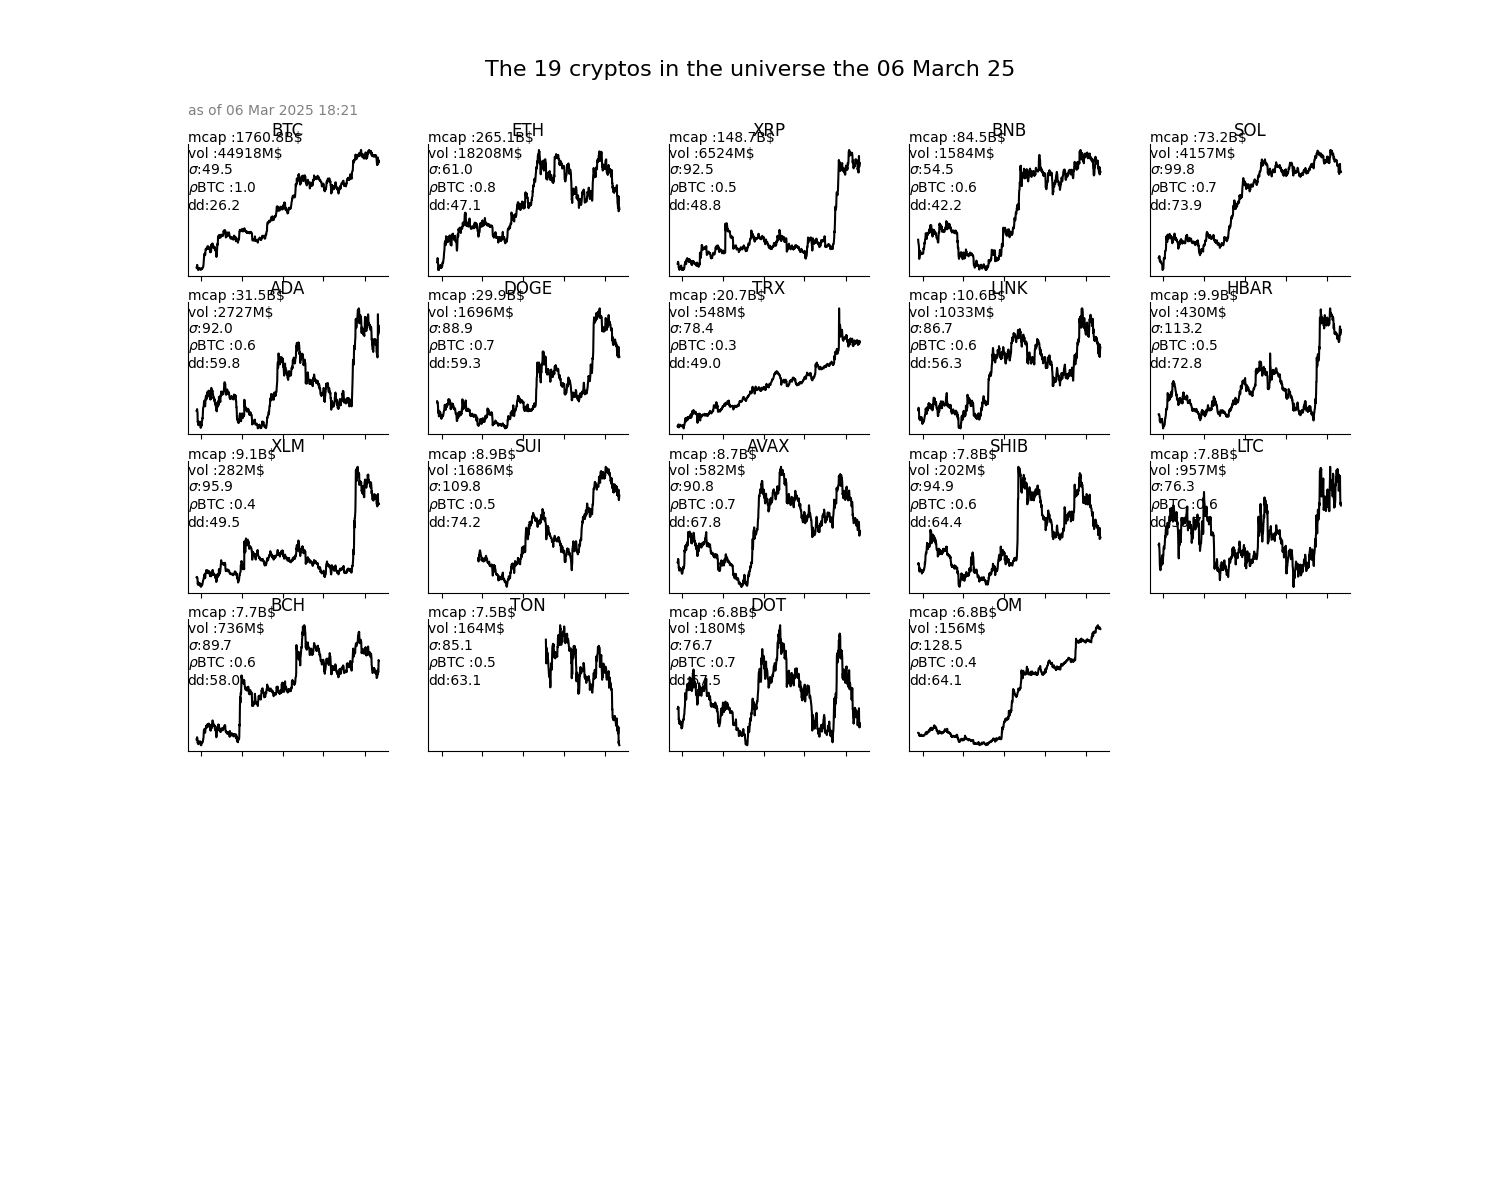 The 19 cryptos in the universe the 06 March 25
as of 06 Mar 2025 18:21
BTC
mcap :1760.8B$
vol :44918M$
σ:49.5
ρBTC :1.0
dd:26.2
ETH
mcap :265.1B$
vol :18208M$
σ:61.0
ρBTC :0.8
dd:47.1
XRP
mcap :148.7B$
vol :6524M$
σ:92.5
ρBTC :0.5
dd:48.8
BNB
mcap :84.5B$
vol :1584M$
σ:54.5
ρBTC :0.6
dd:42.2
SOL
mcap :73.2B$
vol :4157M$
σ:99.8
ρBTC :0.7
dd:73.9
ADA
mcap :31.5B$
vol :2727M$
σ:92.0
ρBTC :0.6
dd:59.8
DOGE
mcap :29.9B$
vol :1696M$
σ:88.9
ρBTC :0.7
dd:59.3
TRX
mcap :20.7B$
vol :548M$
σ:78.4
ρBTC :0.3
dd:49.0
LINK
mcap :10.6B$
vol :1033M$
σ:86.7
ρBTC :0.6
dd:56.3
HBAR
mcap :9.9B$
vol :430M$
σ:113.2
ρBTC :0.5
dd:72.8
XLM
mcap :9.1B$
vol :282M$
σ:95.9
ρBTC :0.4
dd:49.5
SUI
mcap :8.9B$
vol :1686M$
σ:109.8
ρBTC :0.5
dd:74.2
AVAX
mcap :8.7B$
vol :582M$
σ:90.8
ρBTC :0.7
dd:67.8
SHIB
mcap :7.8B$
vol :202M$
σ:94.9
ρBTC :0.6
dd:64.4
LTC
mcap :7.8B$
vol :957M$
σ:76.3
ρBTC :0.6
BCH
mcap :7.7B$
vol :736M$
σ:89.7
ρBTC :0.6
dd:58.0
TON
mcap :7.5B$
vol :164M$
σ:85.1
ρBTC :0.5
dd:63.1
DOT
mcap :6.8B$
vol :180M$
σ:76.7
ρBTC :0.7
dd:57.5
OM
mcap :6.8B$
vol :156M$
σ:128.5
ρBTC :0.4
dd:64.1